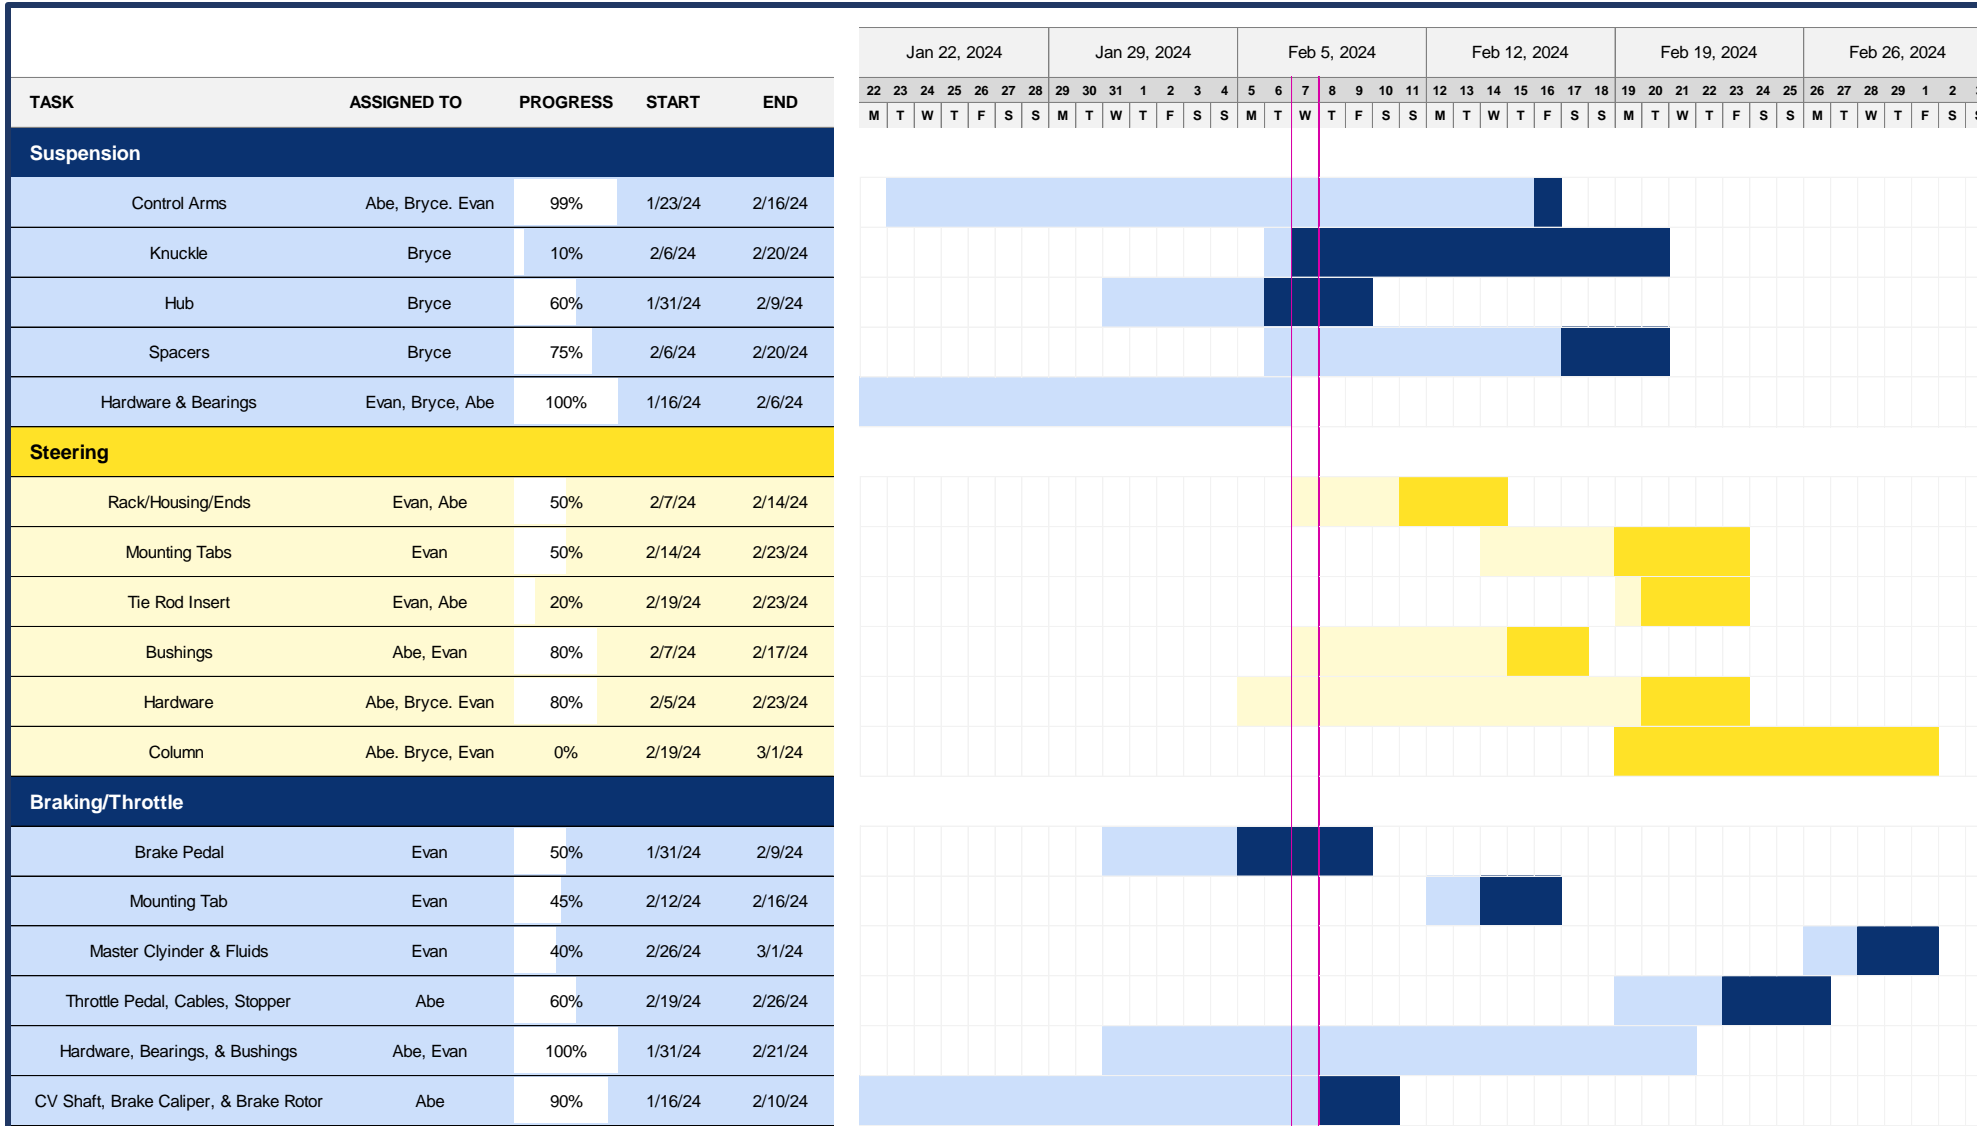 Jan 22, 2024 Jan 29, 2024 Feb 5, 2024 Feb 12, 2024 Feb 19, 2024 Feb 26, 2024
TASK ASSIGNED TO PROGRESS START END 22 23 24 25 26 27 28 29 30 31 1 2 3 4 5 6 7 8 9 10 11 12 13 14 15 16 17 18 19 20 21 22 23 24 25 26 27 28 29 1 2
M T W T F S S M T W T F S S M T W T F S S M T W T F S S M T W T F S S M T W T F S
Suspension
Control Arms Abe, Bryce. Evan 99% 1/23/24 2/16/24
Knuckle Bryce 10% 2/6/24 2/20/24
Hub Bryce 60% 1/31/24 2/9/24
Spacers Bryce 75% 2/6/24 2/20/24
Hardware & Bearings Evan, Bryce, Abe 100% 1/16/24 2/6/24
Steering
Rack/Housing/Ends Evan, Abe 50% 2/7/24 2/14/24
Mounting Tabs Evan 50% 2/14/24 2/23/24
Tie Rod Insert Evan, Abe 20% 2/19/24 2/23/24
Bushings Abe, Evan 80% 2/7/24 2/17/24
Hardware Abe, Bryce. Evan 80% 2/5/24 2/23/24
Column Abe. Bryce, Evan 0% 2/19/24 3/1/24
Braking/Throttle
Brake Pedal Evan 50% 1/31/24 2/9/24
Mounting Tab Evan 45% 2/12/24 2/16/24
Master Clyinder & Fluids Evan 40% 2/26/24 3/1/24
Throttle Pedal, Cables, Stopper Abe 60% 2/19/24 2/26/24
Hardware, Bearings, & Bushings Abe, Evan 100% 1/31/24 2/21/24
CV Shaft, Brake Caliper, & Brake Rotor Abe 90% 1/16/24 2/10/24